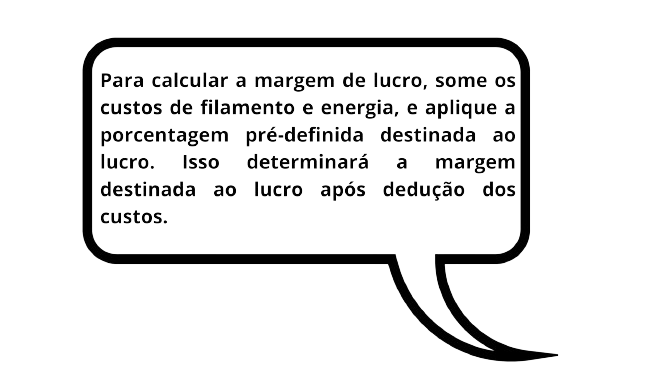 Para calcular a margem de lucro, some os
custos de filamento e energia, e aplique a
porcentagem pré-definida destinada ao
lucro. Isso determinará a margem
destinada ao lucro após dedução dos
custos.